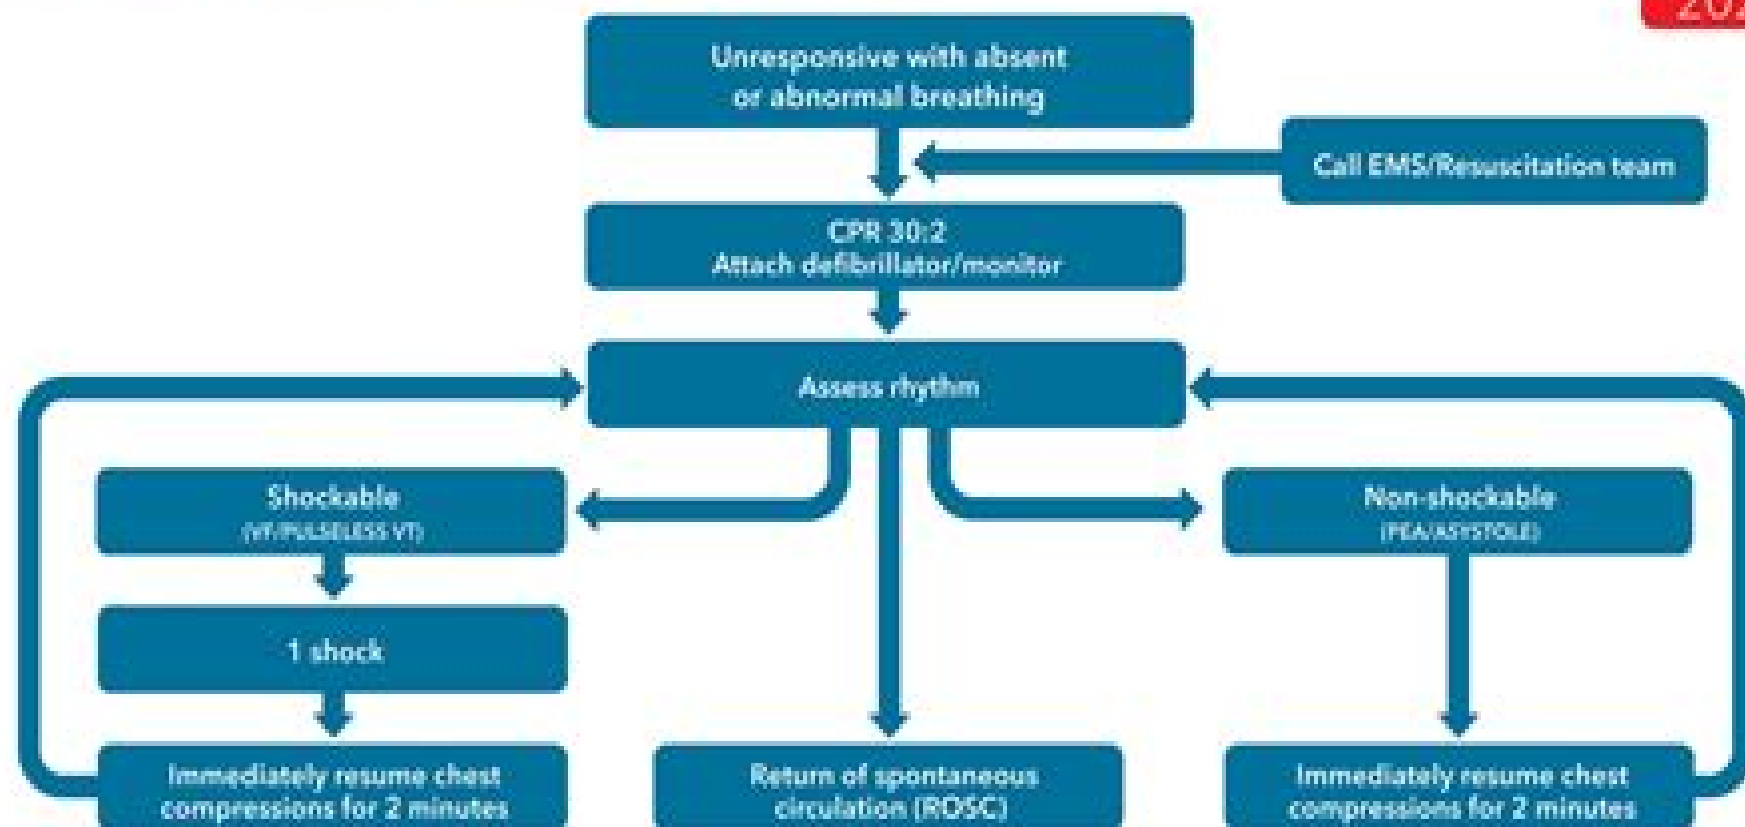 202
Unresponsive with absent
or abnormal breathing
Call EMS/Resuscitation team
CPR 30:2
Attach defibrillator/monitor
Assess rhythm
Shockable
(VF/PULSELESS VT)
Non-shockable
(PEA/ASYSTOLE)
1 shock
Immediately resume chest
compressions for 2 minutes
Return of spontaneous
circulation (ROSC)
Immediately resume chest
compressions for 2 minutes